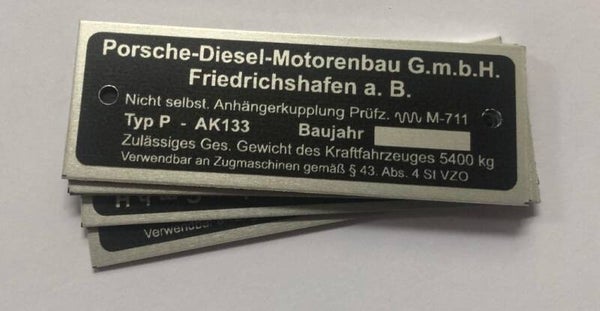 Porsche-Diesel-Motorenbau G.m.b.H.
Friedrichshafen a. B.
Nicht selbst. Anhängerkupplung Prüfz. M-711
Typ P - AK133 Baujahr
Zulässiges Ges. Gewicht des Kraftfahrzeuges 5400 kg
Verwendbar an Zugmaschinen gemäß § 43. Abs. 4 SI VZO